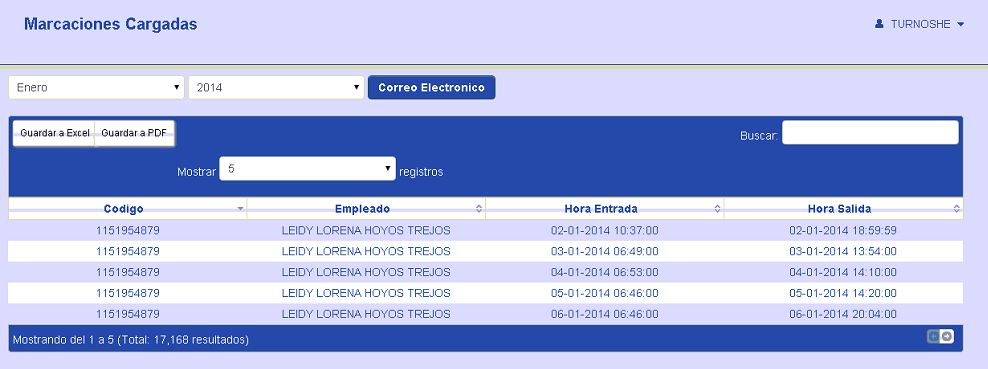 Marcaciones Cargadas
TURNOSHE
Enero 2014 Correo Electronico
Guardar a Excel Guardar a PDF Buscar:
Mostrar 5 registros
Codigo Empleado Hora Entrada Hora Salida
1151954879 LEIDY LORENA HOYOS TREJOS 02-01-2014 10:37:00 02-01-2014 18:59:59
1151954879 LEIDY LORENA HOYOS TREJOS 03-01-2014 06:49:00 03-01-2014 13:54:00
1151954879 LEIDY LORENA HOYOS TREJOS 04-01-2014 06:53:00 04-01-2014 14:10:00
1151954879 LEIDY LORENA HOYOS TREJOS 05-01-2014 06:46:00 05-01-2014 14:20:00
1151954879 LEIDY LORENA HOYOS TREJOS 06-01-2014 06:46:00 06-01-2014 20:04:00
Mostrando del 1 a 5 (Total: 17,168 resultados)